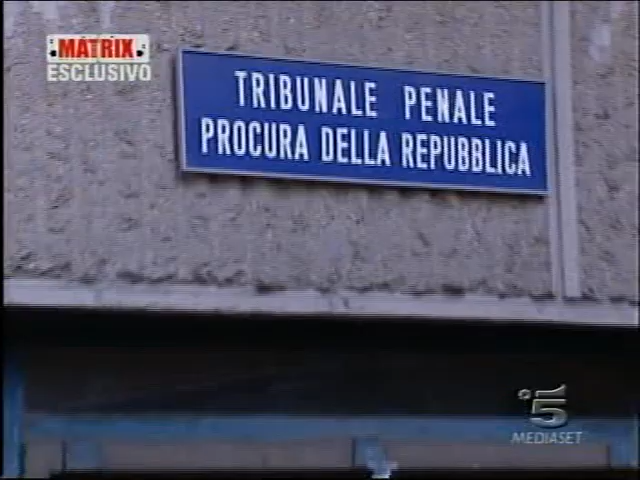 MATRIX
ESCLUSIVO
TRIBUNALE PENALE
PROCURA DELLA REPUBBLICA
5
MEDIASET